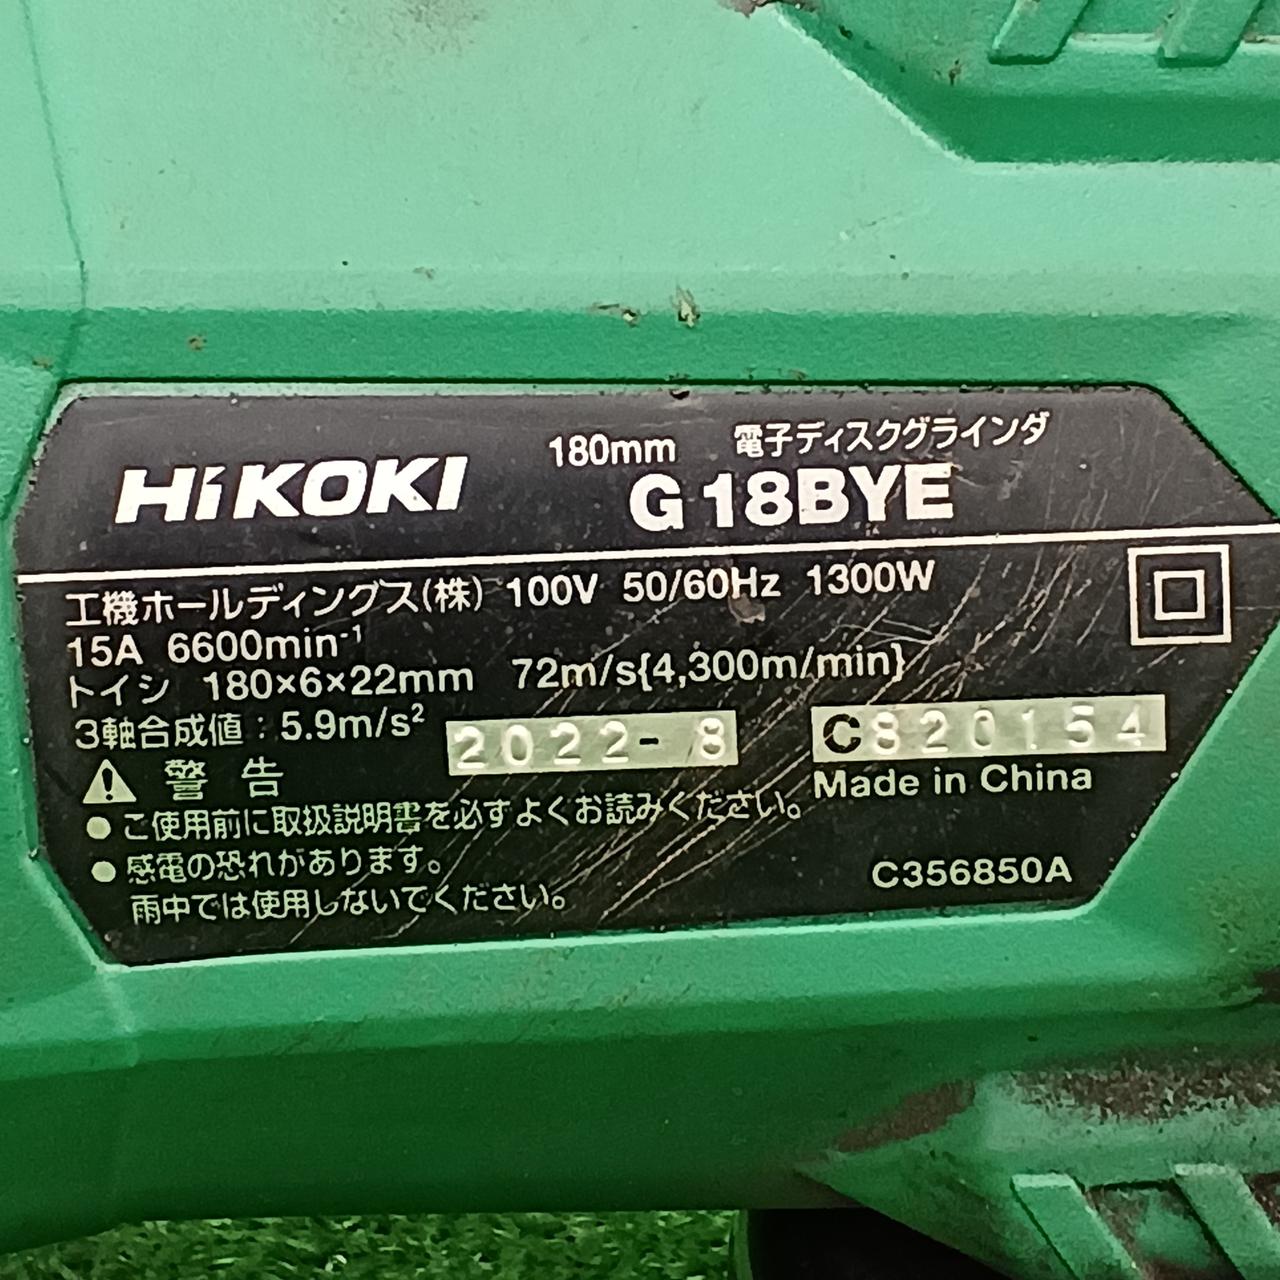 180mm 電子ディスクグラインダ
HiKOKI G18BYE
工機ホールディングス(株) 100V 50/60Hz 1300W
15A 6600min⁻¹
トイシ 180×6×22mm 72m/s{4,300m/min}
3軸合成値：5.9m/s²
2022-8 C820154
⚠ 警告 Made in China
●ご使用前に取扱説明書を必ずよくお読みください。
●感電の恐れがあります。
雨中では使用しないでください。
C356850A